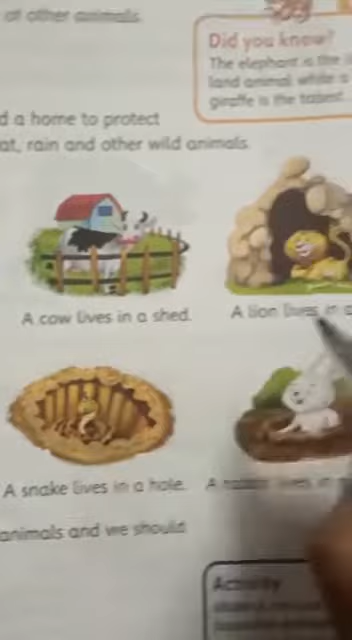 at other animals.
Did you know?
The elephant is the
land animal while a
giraffe is the tallest
d a home to protect
at, rain and other wild animals.
A cow lives in a shed.
A lion lives in a
A snake lives in a hole.
A rabbit lives in
animals and we should
Activity